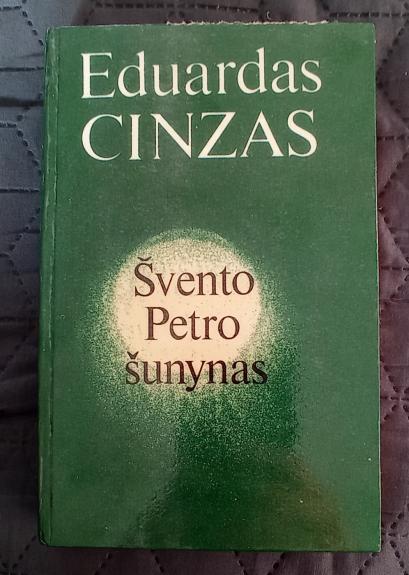 Eduardas
CINZAS
Švento
Petro
šunynas